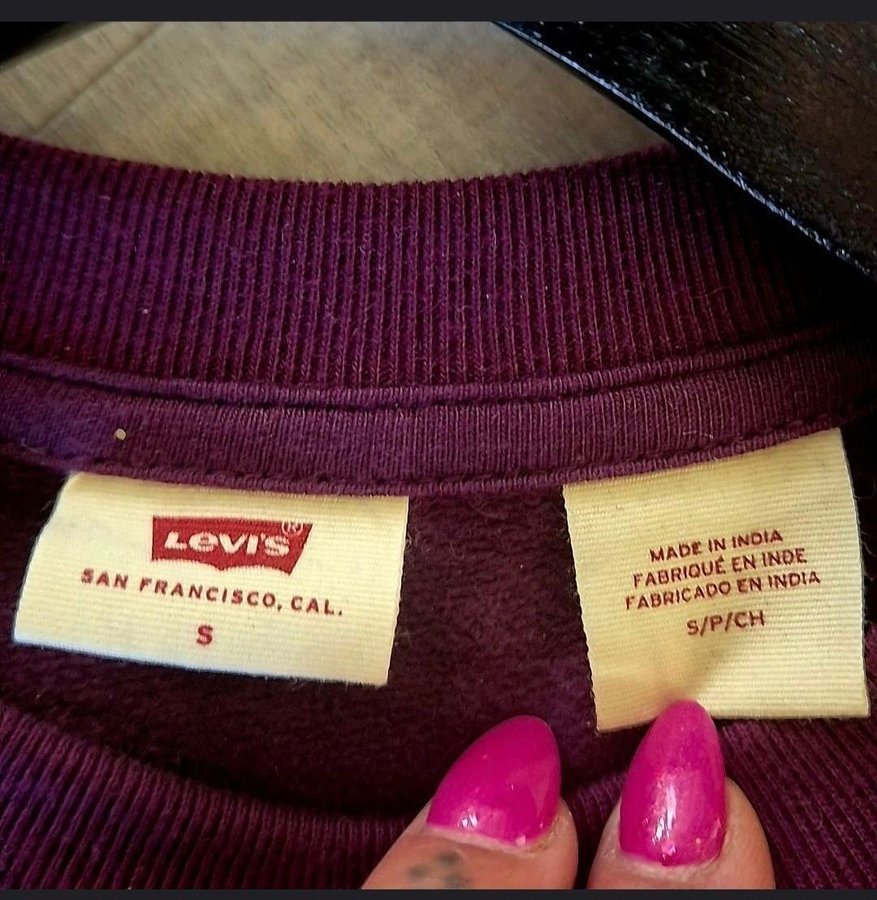 Levi's®
SAN FRANCISCO, CAL.
S
MADE IN INDIA
FABRIQUÉ EN INDE
FABRICADO EN INDIA
S/P/CH